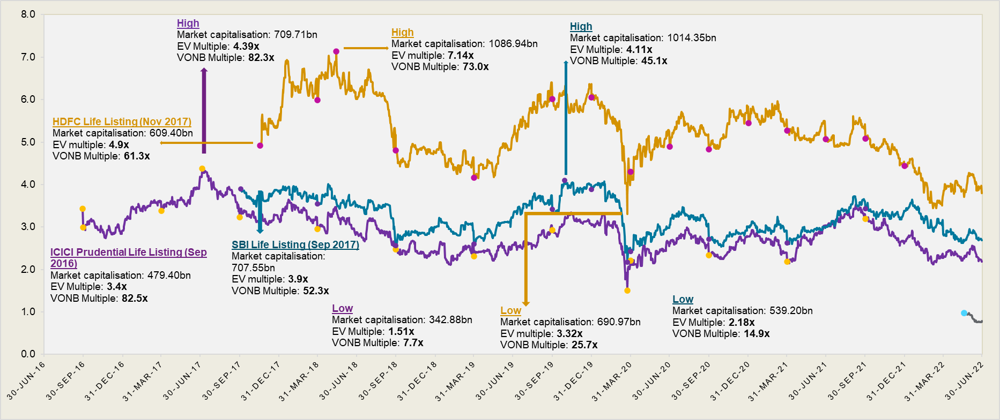 8.0
7.0
6.0
5.0
4.0
3.0
2.0
1.0
0.0
High
Market capitalisation: 709.71bn
EV Multiple: 4.39x
VONB Multiple: 82.3x
High
Market capitalisation: 1086.94bn
EV multiple: 7.14x
VONB Multiple: 73.0x
High
Market capitalisation: 1014.35bn
EV Multiple: 4.11x
VONB Multiple: 45.1x
HDFC Life Listing (Nov 2017)
Market capitalisation: 609.40bn
EV multiple: 4.9x
VONB Multiple: 61.3x
ICICI Prudential Life Listing (Sep
2016)
Market capitalisation: 479.40bn
EV Multiple: 3.4x
VONB Multiple: 82.5x
SBI Life Listing (Sep 2017)
Market capitalisation:
707.55bn
EV multiple: 3.9x
VONB Multiple: 52.3x
Low
Market capitalisation: 342.88bn
EV Multiple: 1.51x
VONB Multiple: 7.7x
Low
Market capitalisation: 690.97bn
EV multiple: 3.32x
VONB Multiple: 25.7x
Low
Market capitalisation: 539.20bn
EV Multiple: 2.18x
VONB Multiple: 14.9x
30-JUN-16
30-SEP-16
31-DEC-16
31-MAR-17
30-JUN-17
30-SEP-17
31-DEC-17
31-MAR-18
30-JUN-18
30-SEP-18
31-DEC-18
31-MAR-19
30-JUN-19
30-SEP-19
31-DEC-19
31-MAR-20
30-JUN-20
30-SEP-20
31-DEC-20
31-MAR-21
30-JUN-21
30-SEP-21
31-DEC-21
31-MAR-22
30-JUN-22